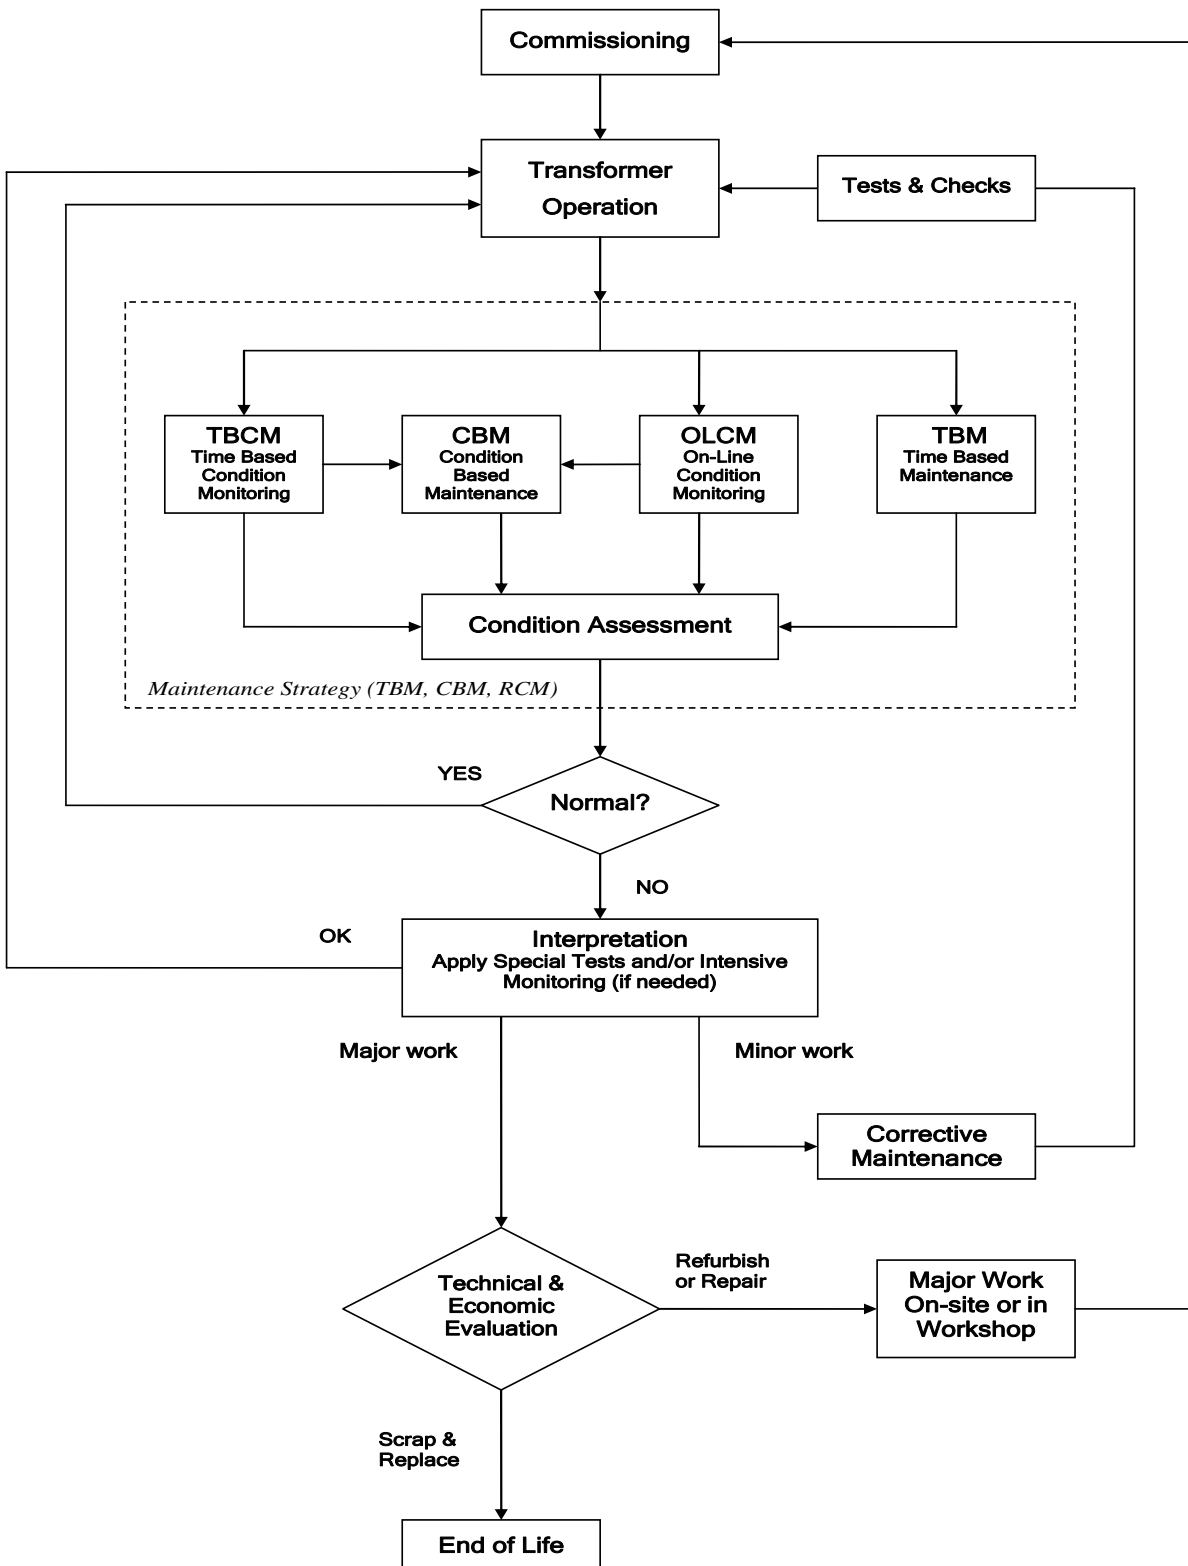 Commissioning
Transformer
Operation
Tests & Checks
TBCM
Time Based
Condition
Monitoring
CBM
Condition
Based
Maintenance
OLCM
On-Line
Condition
Monitoring
TBM
Time Based
Maintenance
Condition Assessment
Maintenance Strategy (TBM, CBM, RCM)
YES
Normal?
NO
OK
Interpretation
Apply Special Tests and/or Intensive
Monitoring (if needed)
Major work
Minor work
Corrective
Maintenance
Technical &
Economic
Evaluation
Refurbish
or Repair
Major Work
On-site or in
Workshop
Scrap &
Replace
End of Life